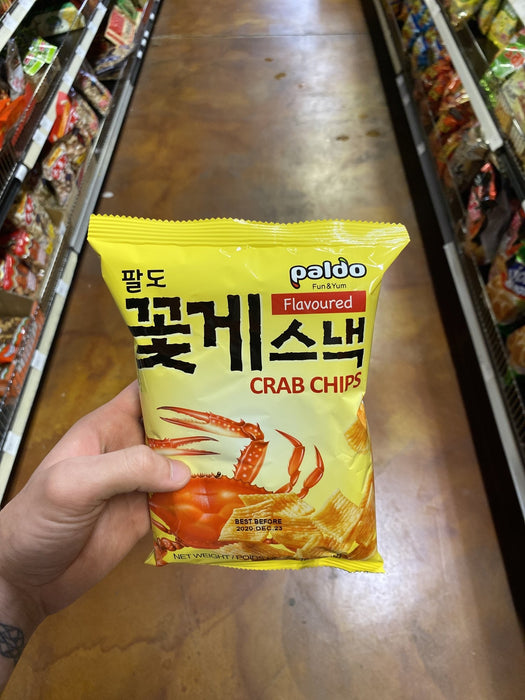 팔도
paldo
Fun&Yum
Flavoured
꽃게스낵
CRAB CHIPS
BEST BEFORE
2020.DEC.23
NET WEIGHT / POIDS